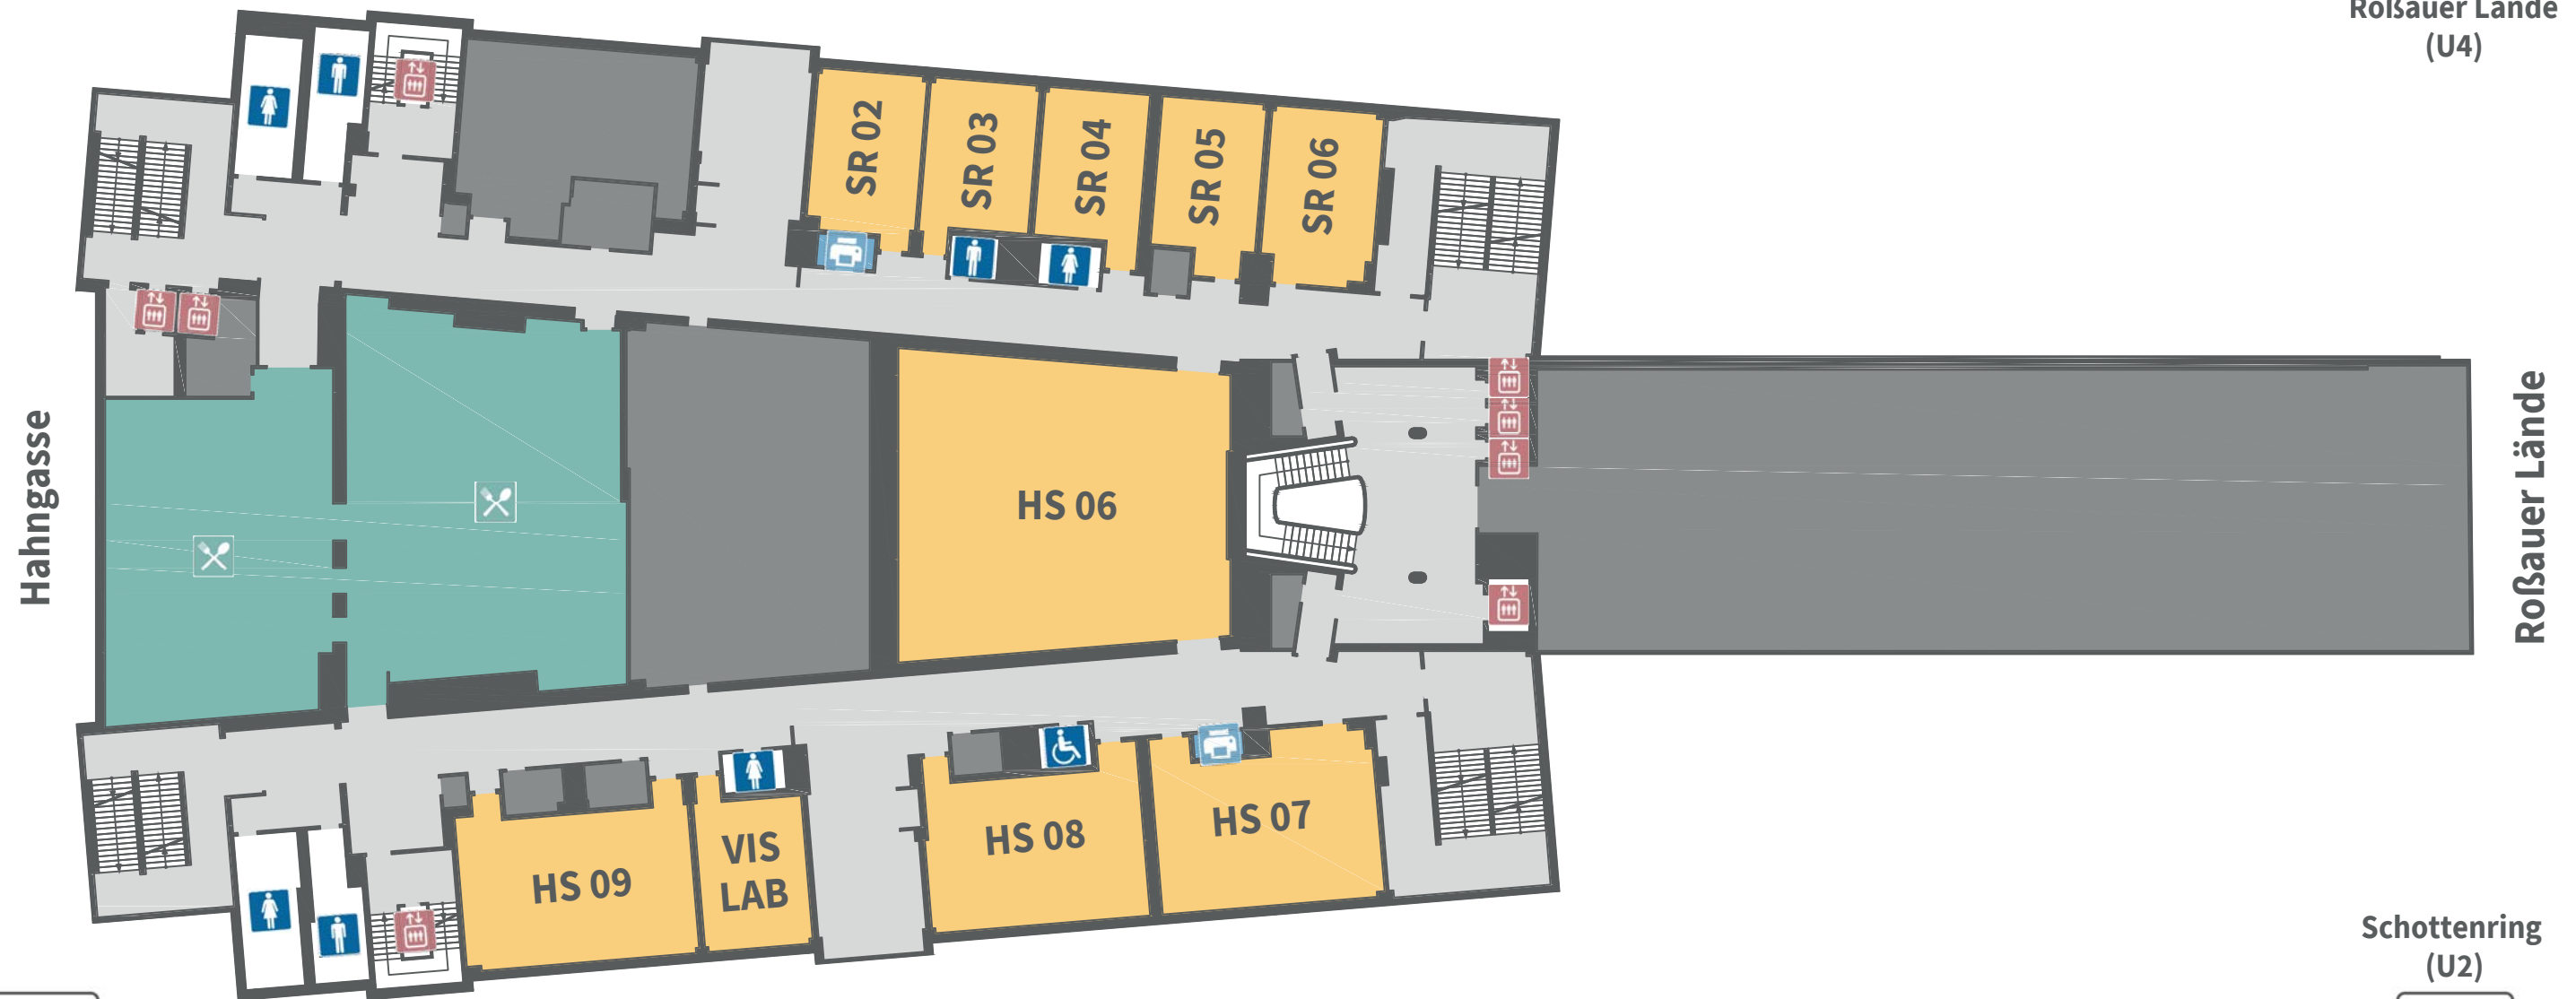 Roßauer Lände
(U4)
SR 02
SR 03
SR 04
SR 05
SR 06
Hahngasse
HS 06
Roßauer Lände
HS 09
VIS
LAB
HS 08
HS 07
Schottenring
(U2)